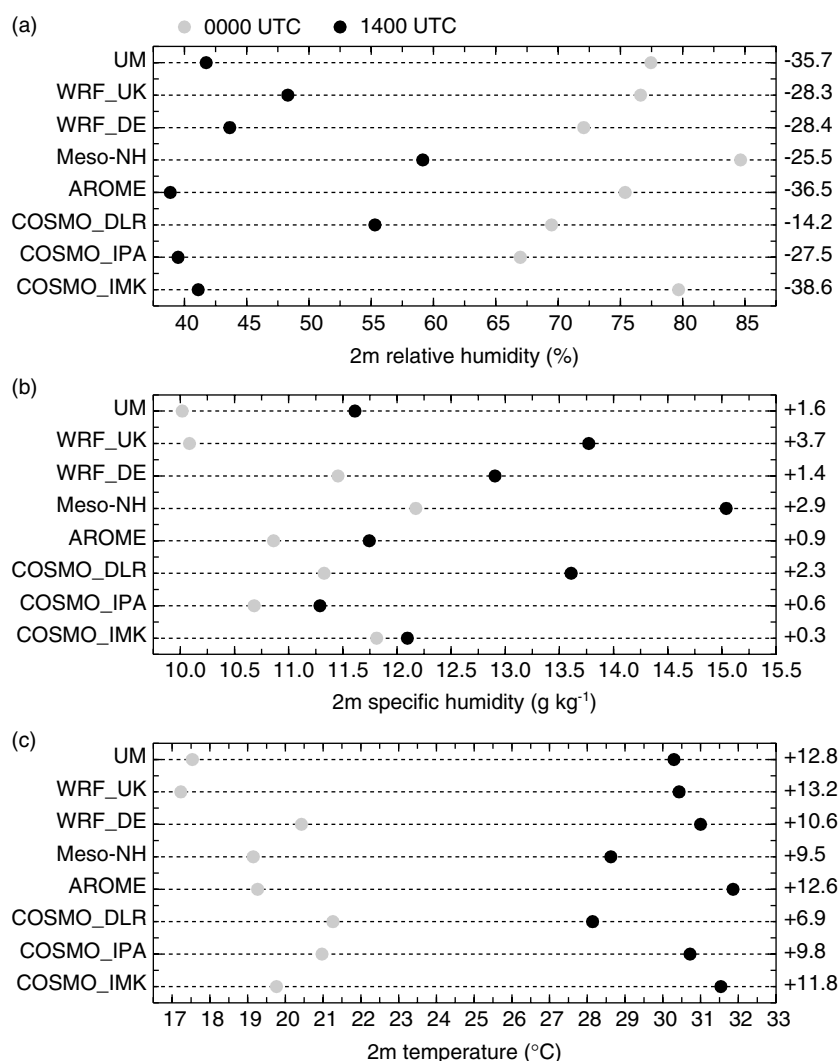 (a) 0000 UTC 1400 UTC
UM -35.7
WRF_UK -28.3
WRF_DE -28.4
Meso-NH -25.5
AROME -36.5
COSMO_DLR -14.2
COSMO_IPA -27.5
COSMO_IMK -38.6
40 45 50 55 60 65 70 75 80 85
2m relative humidity (%)
(b)
UM +1.6
WRF_UK +3.7
WRF_DE +1.4
Meso-NH +2.9
AROME +0.9
COSMO_DLR +2.3
COSMO_IPA +0.6
COSMO_IMK +0.3
10.0 10.5 11.0 11.5 12.0 12.5 13.0 13.5 14.0 14.5 15.0 15.5
2m specific humidity (g kg-1)
(c)
UM +12.8
WRF_UK +13.2
WRF_DE +10.6
Meso-NH +9.5
AROME +12.6
COSMO_DLR +6.9
COSMO_IPA +9.8
COSMO_IMK +11.8
17 18 19 20 21 22 23 24 25 26 27 28 29 30 31 32 33
2m temperature (°C)